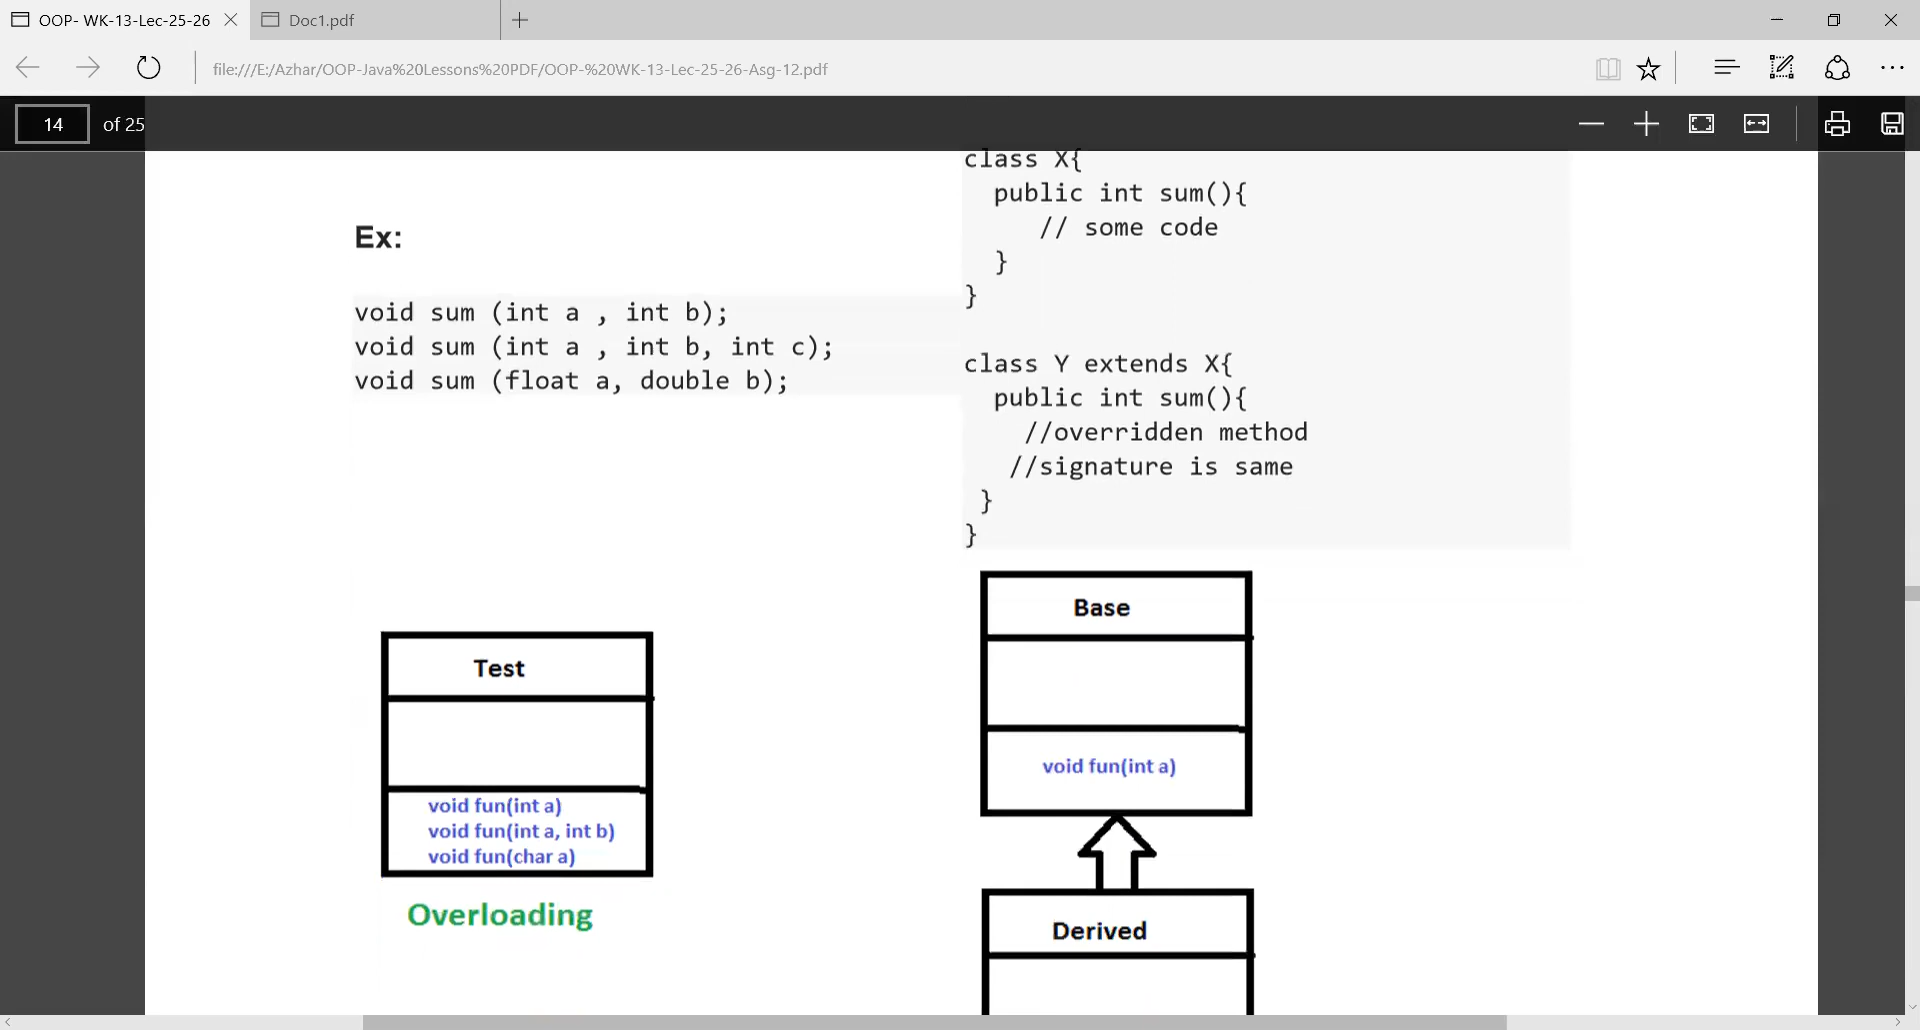 OOP- WK-13-Lec-25-26
Doc1.pdf
file:///E:/Azhar/OOP-Java%20Lessons%20PDF/OOP-%20WK-13-Lec-25-26-Asg-12.pdf
14 of 25
Ex:
void sum (int a , int b);
void sum (int a , int b, int c);
void sum (float a, double b);
class X{
public int sum(){
// some code
}
}
class Y extends X{
public int sum(){
//overridden method
//signature is same
}
}
Test
void fun(int a)
void fun(int a, int b)
void fun(char a)
Overloading
Base
void fun(int a)
Derived